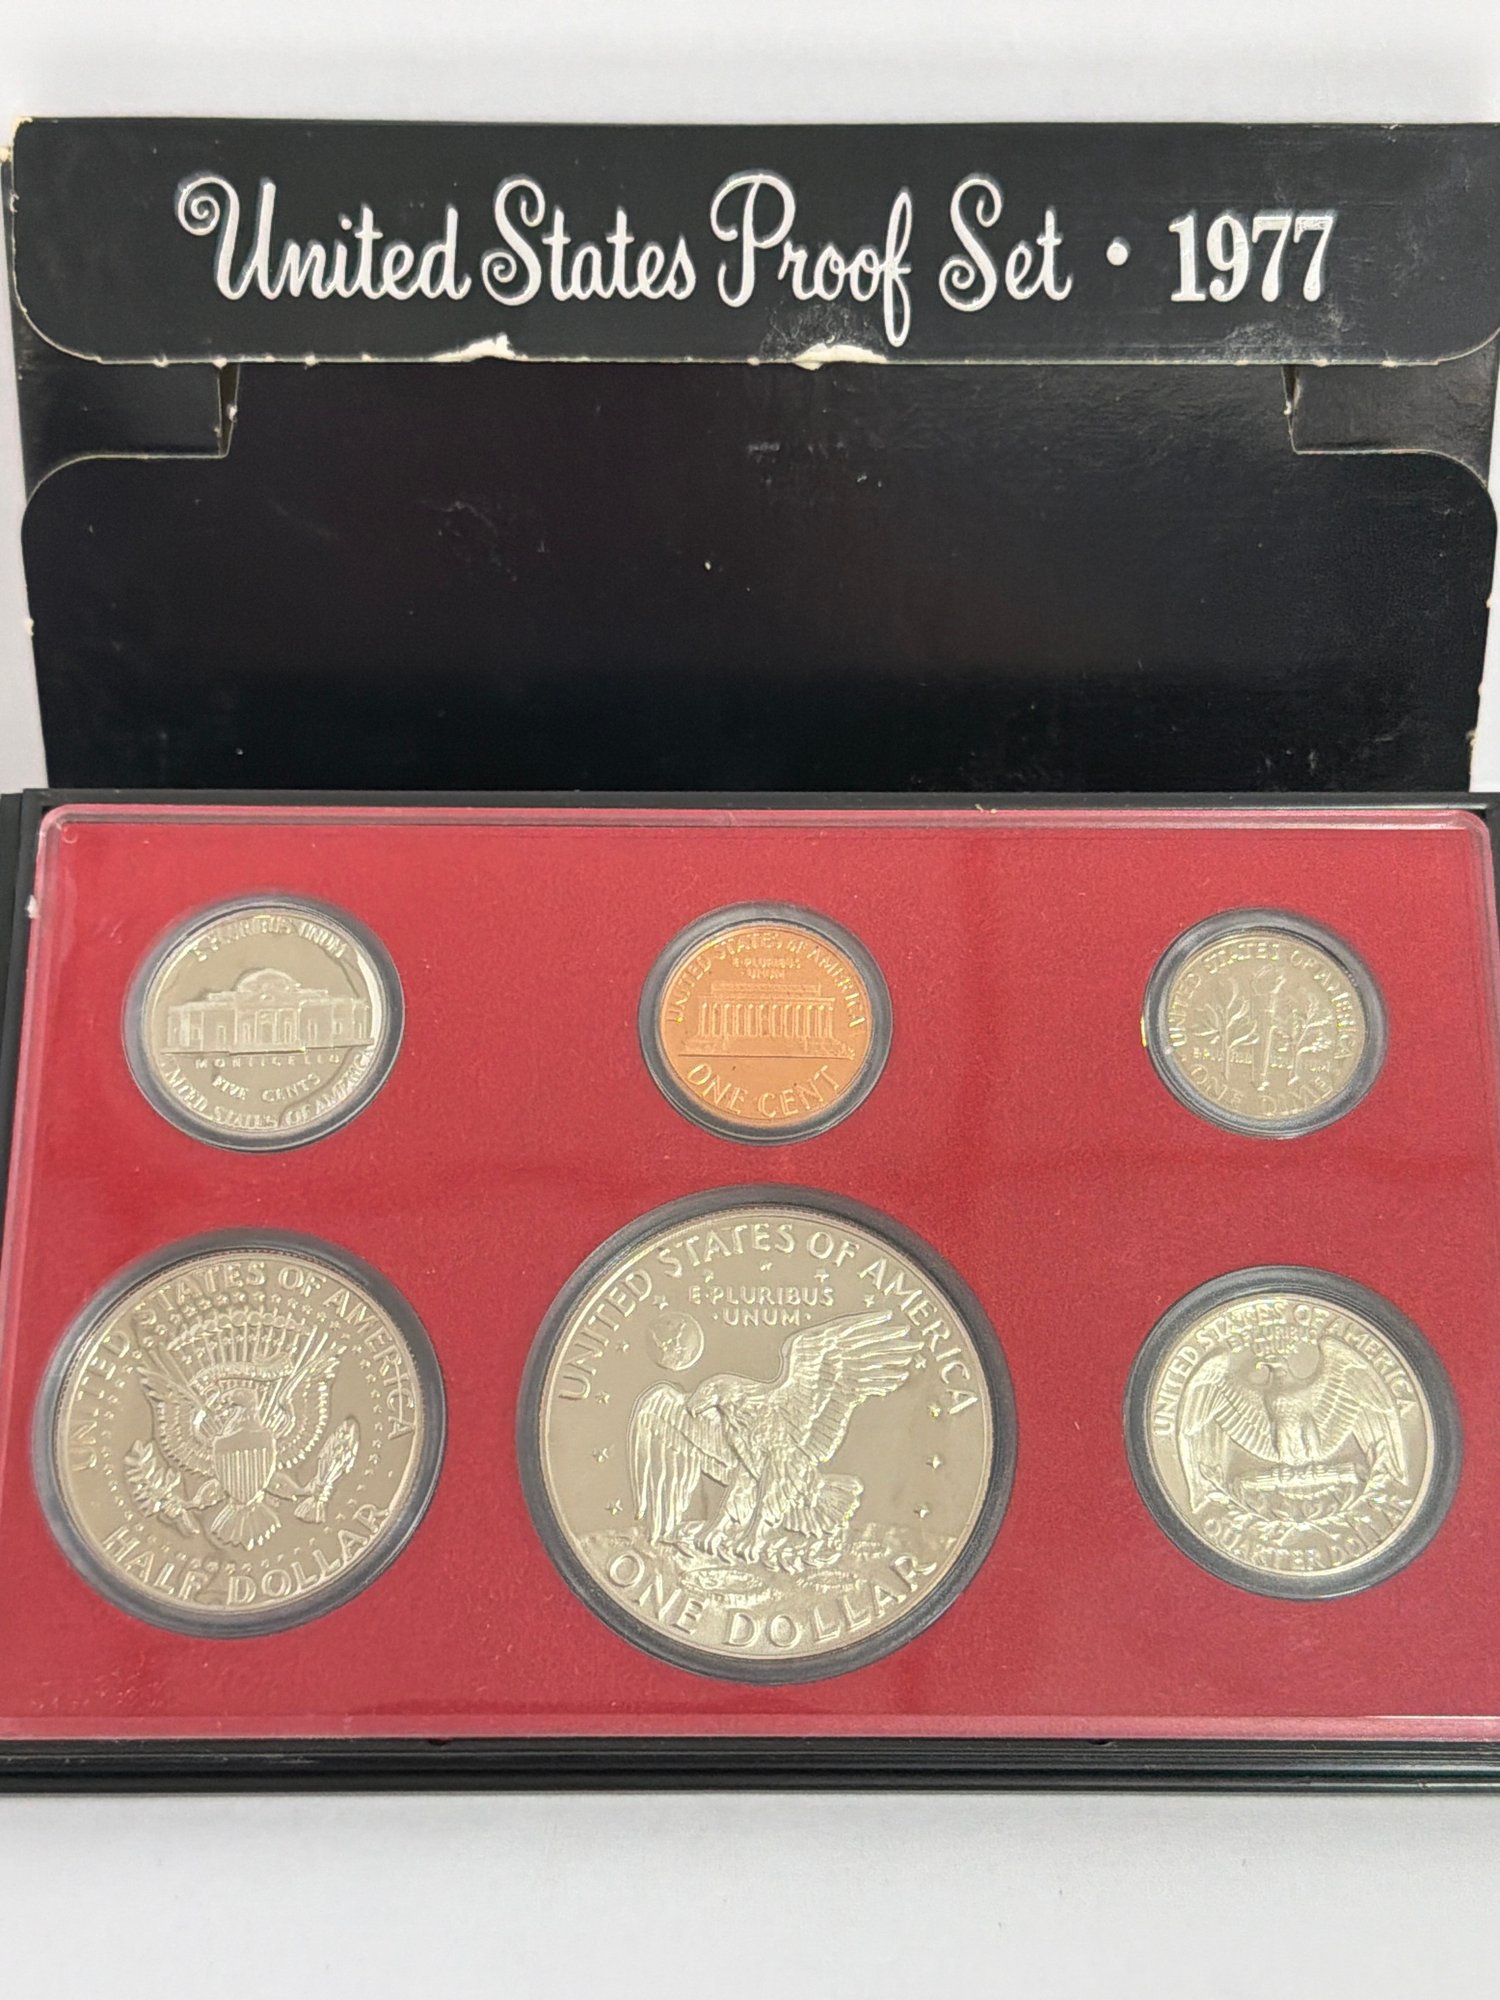 United States Proof Set · 1977
E PLURIBUS UNUM
MONTICELLO
FIVE CENTS
UNITED STATES OF AMERICA
UNITED STATES OF AMERICA
E·PLURIBUS
·UNUM·
ONE CENT
UNITED STATES OF AMERICA
ONE DIME
UNITED STATES OF AMERICA
HALF DOLLAR
UNITED STATES OF AMERICA
E·PLURIBUS
·UNUM·
ONE DOLLAR
UNITED STATES OF AMERICA
E·PLURIBUS
UNUM
QUARTER DOLLAR